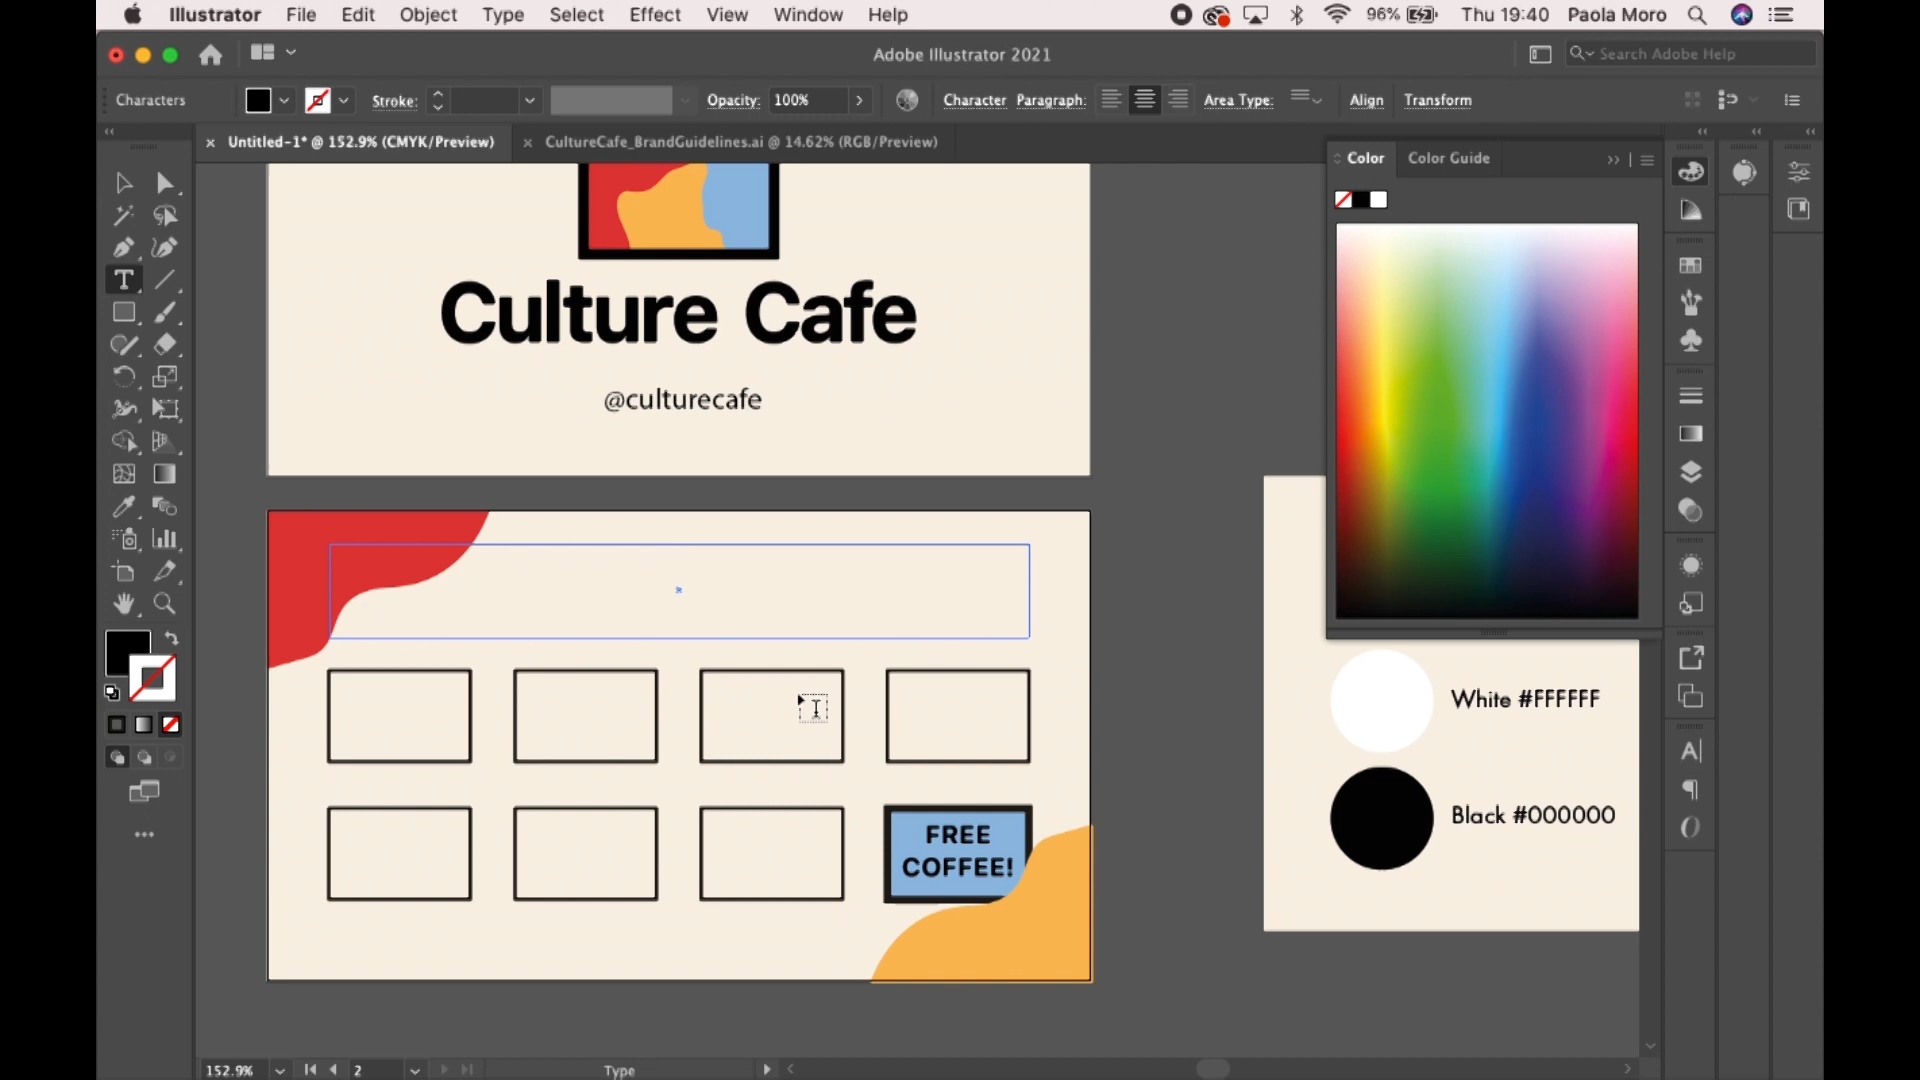 Illustrator File Edit Object Type Select Effect View Window Help 96% Thu 19:40 Paola Moro
Adobe Illustrator 2021 Search Adobe Help
Characters Stroke: Opacity: 100% Character Paragraph: Area Type: Align Transform
Untitled-1* @ 152.9% (CMYK/Preview) CultureCafe_BrandGuidelines.ai @ 14.62% (RGB/Preview)
Color Color Guide
Culture Cafe
@culturecafe
White #FFFFFF
Black #000000
FREE
COFFEE!
152.9% 2 Type